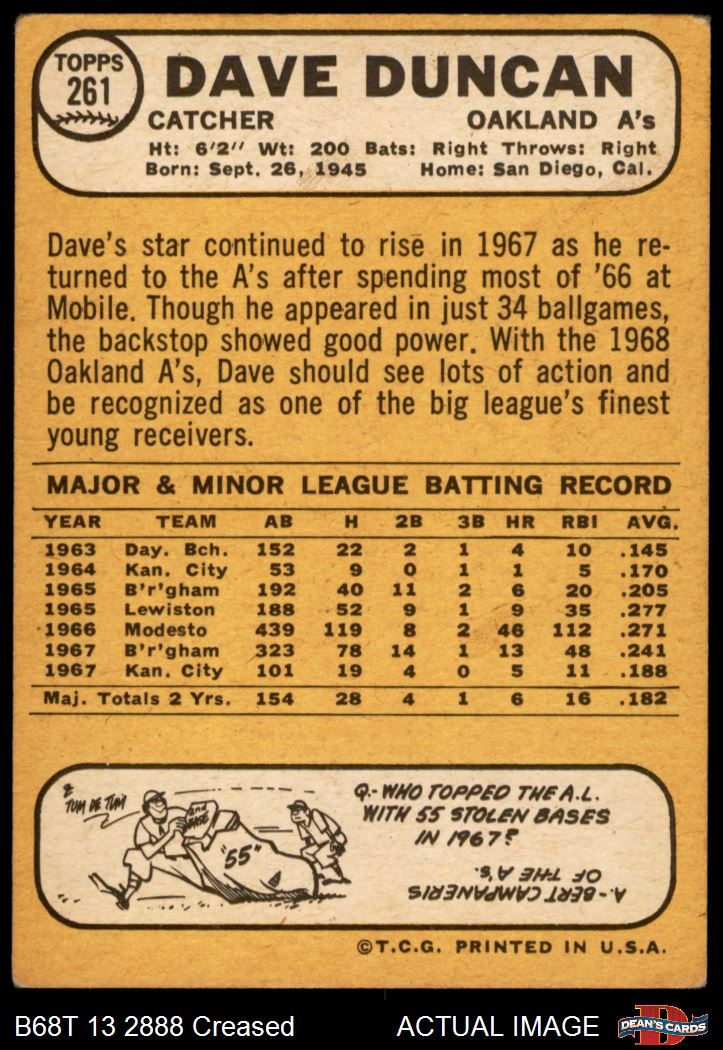 TOPPS
261
DAVE DUNCAN
CATCHER OAKLAND A's
Ht: 6'2" Wt: 200 Bats: Right Throws: Right
Born: Sept. 26, 1945 Home: San Diego, Cal.
Dave's star continued to rise in 1967 as he re-
turned to the A's after spending most of '66 at
Mobile. Though he appeared in just 34 ballgames,
the backstop showed good power. With the 1968
Oakland A's, Dave should see lots of action and
be recognized as one of the big league's finest
young receivers.
MAJOR & MINOR LEAGUE BATTING RECORD
YEAR TEAM AB H 2B 3B HR RBI AVG.
1963 Day. Bch. 152 22 2 1 4 10 .145
1964 Kan. City 53 9 0 1 1 5 .170
1965 B'r'gham 192 40 11 2 6 20 .205
1965 Lewiston 188 52 9 1 9 35 .277
1966 Modesto 439 119 8 2 46 112 .271
1967 B'r'gham 323 78 14 1 13 48 .241
1967 Kan. City 101 19 4 0 5 11 .188
Maj. Totals 2 Yrs. 154 28 4 1 6 16 .182
TUM DE TUM
2nd
BASE
"55"
Q-WHO TOPPED THE A.L.
WITH 55 STOLEN BASES
IN 1967?
A-BERT CAMPANERIS
OF THE A's.
©T.C.G. PRINTED IN U.S.A.
B68T 13 2888 Creased ACTUAL IMAGE
D
DEAN'S CARDS